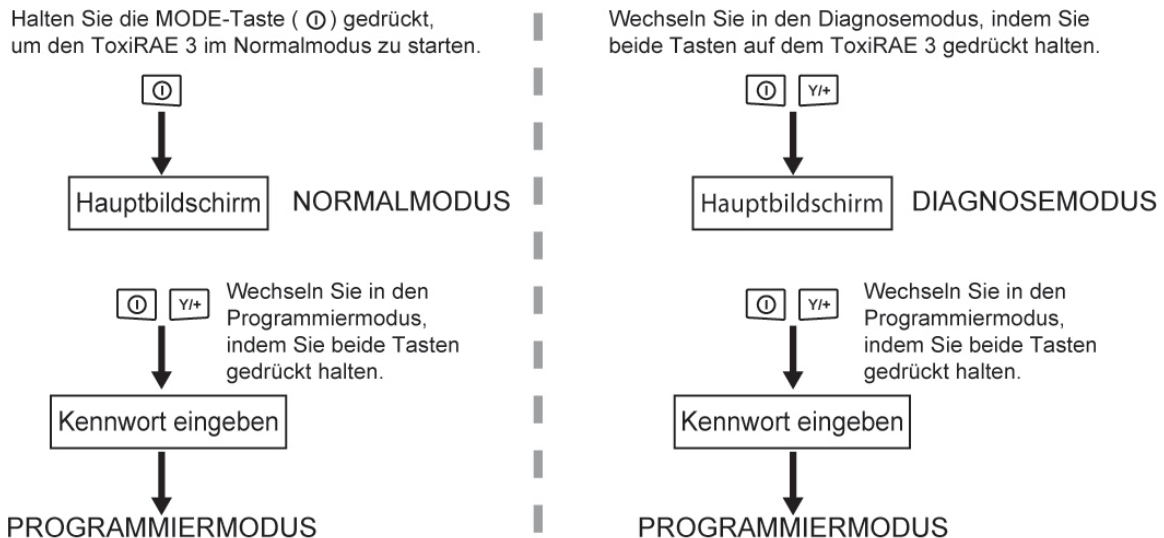 Halten Sie die MODE-Taste ( ⏼ ) gedrückt,
um den ToxiRAE 3 im Normalmodus zu starten.
Y/+
Hauptbildschirm
NORMALMODUS
Y/+
Wechseln Sie in den
Programmiermodus,
indem Sie beide Tasten
gedrückt halten.
Kennwort eingeben
PROGRAMMIERMODUS
Wechseln Sie in den Diagnosemodus, indem Sie
beide Tasten auf dem ToxiRAE 3 gedrückt halten.
Y/+
Hauptbildschirm
DIAGNOSEMODUS
Y/+
Wechseln Sie in den
Programmiermodus,
indem Sie beide Tasten
gedrückt halten.
Kennwort eingeben
PROGRAMMIERMODUS